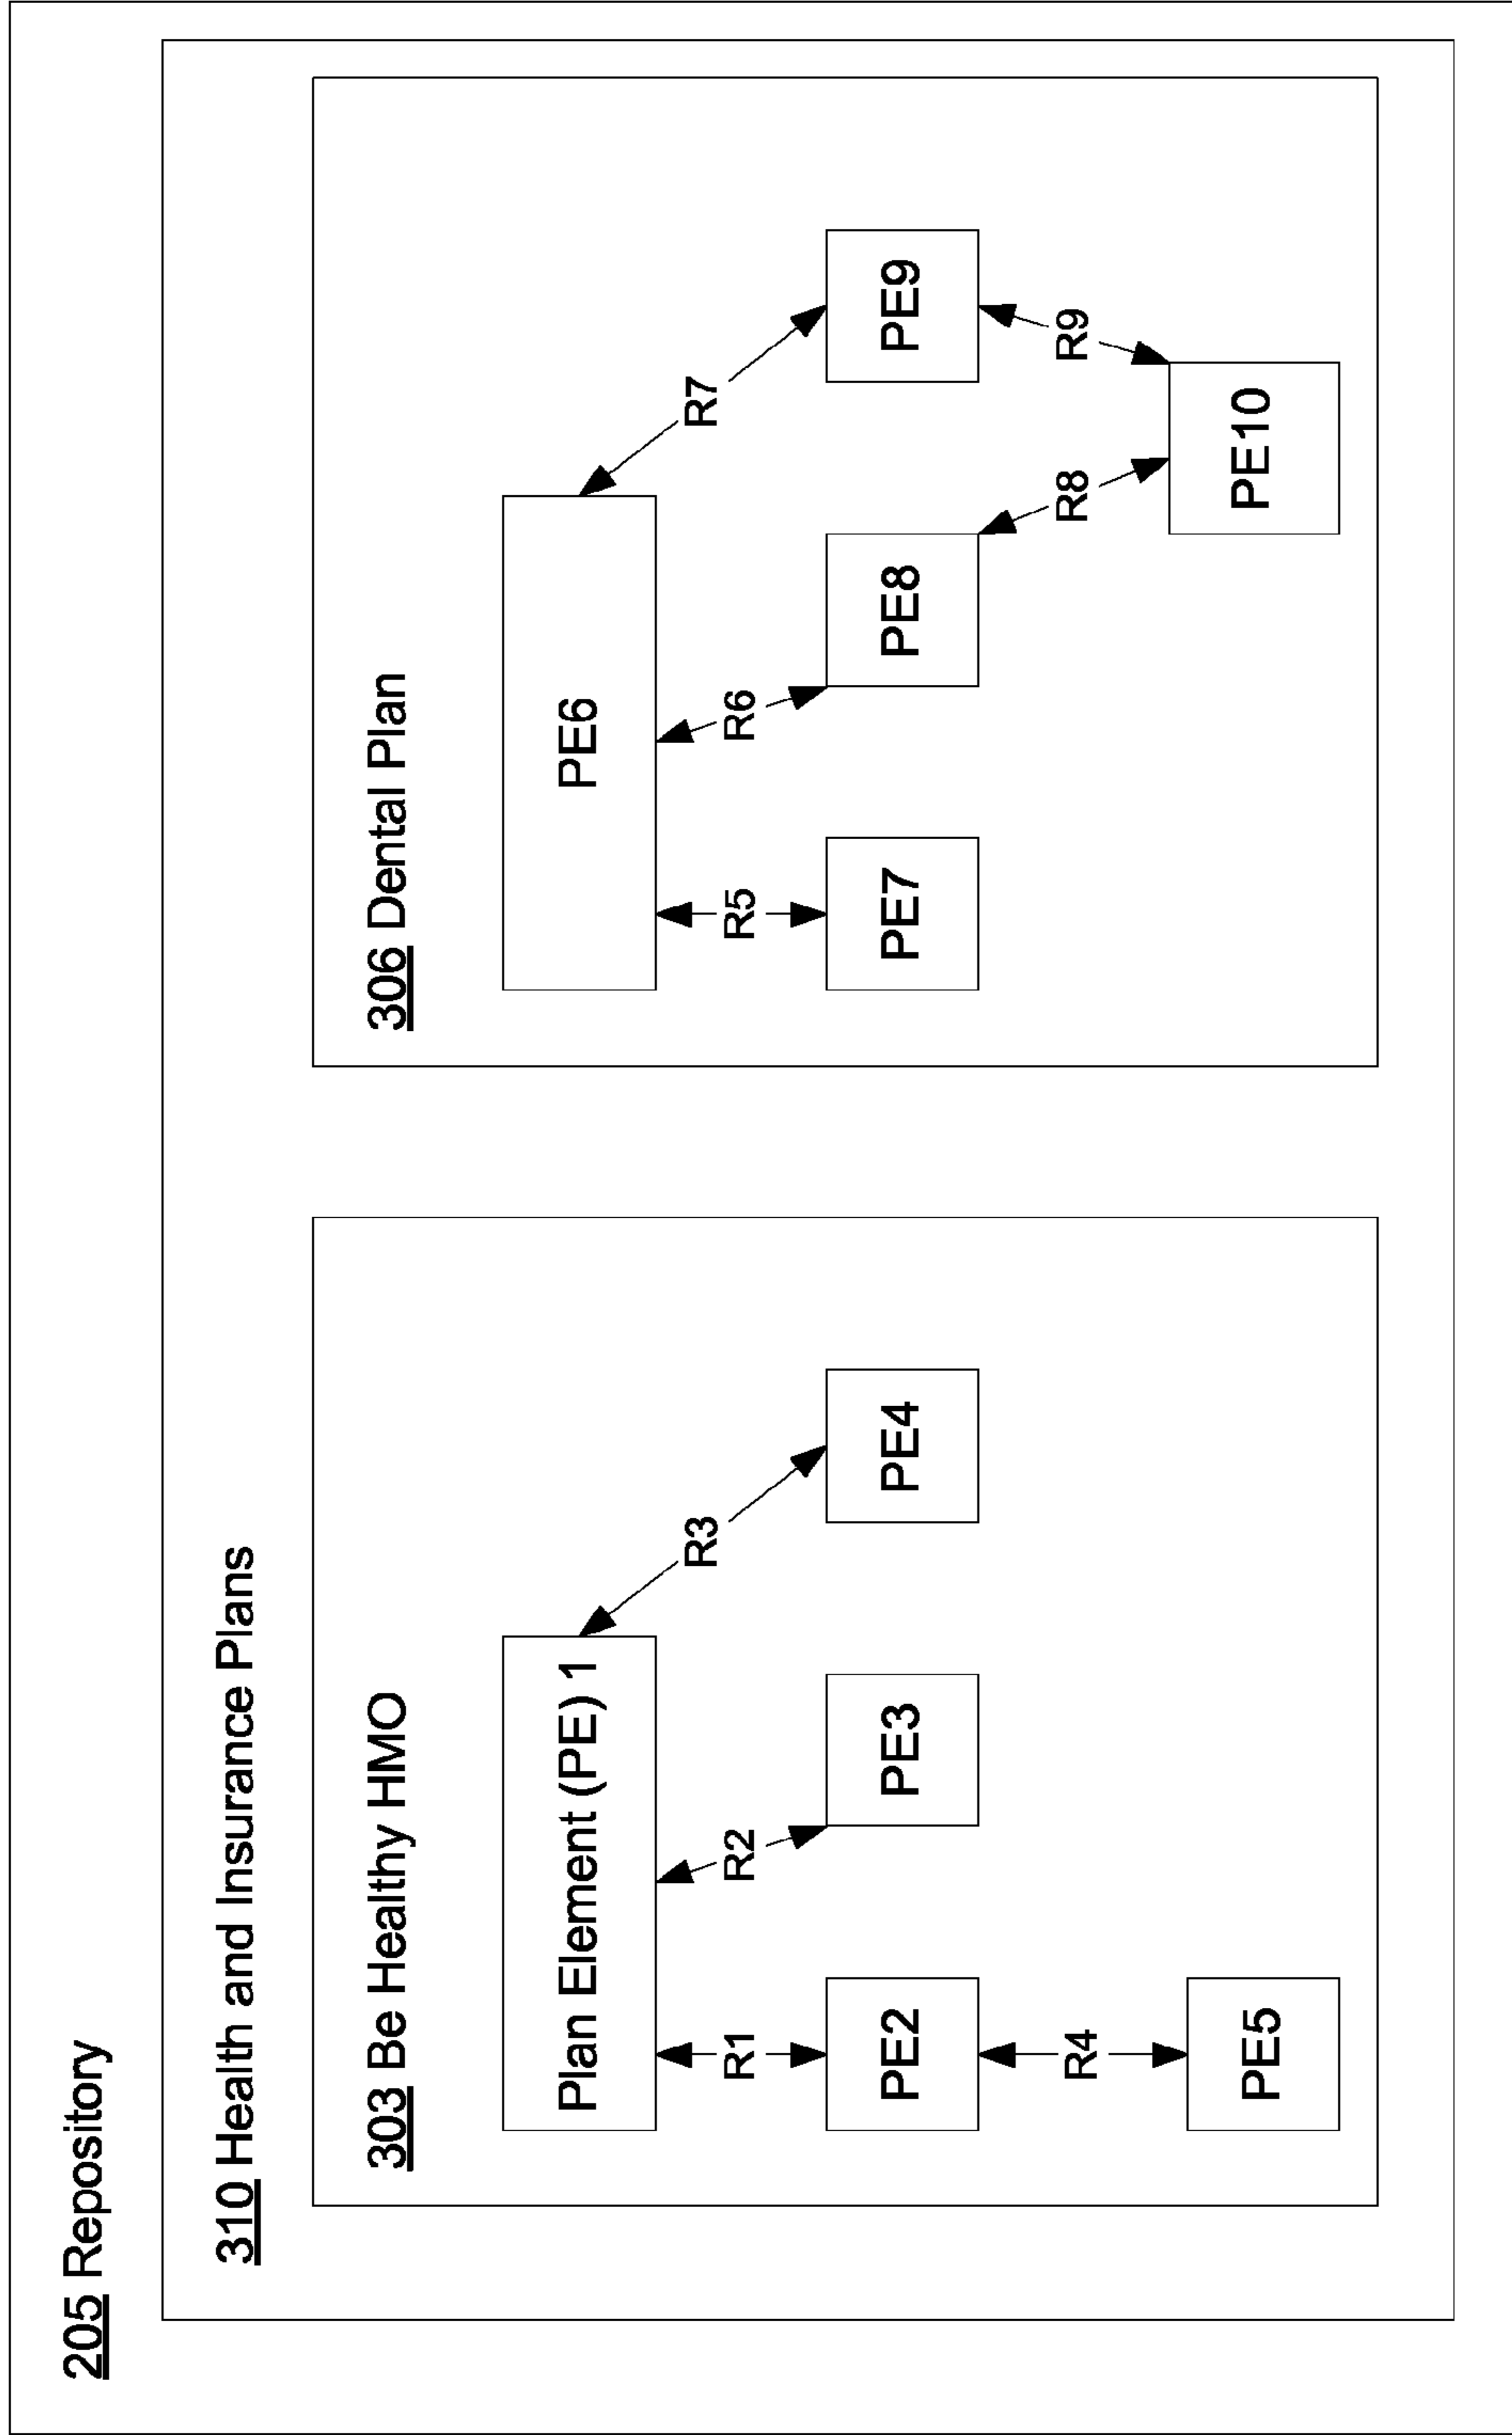 205 Repository
310 Health and Insurance Plans
303 Be Healthy HMO
Plan Element (PE) 1
R1
R2
R3
PE2
PE3
PE4
R4
PE5
306 Dental Plan
PE6
R5
R6
R7
PE7
PE8
PE9
R8
R9
PE10